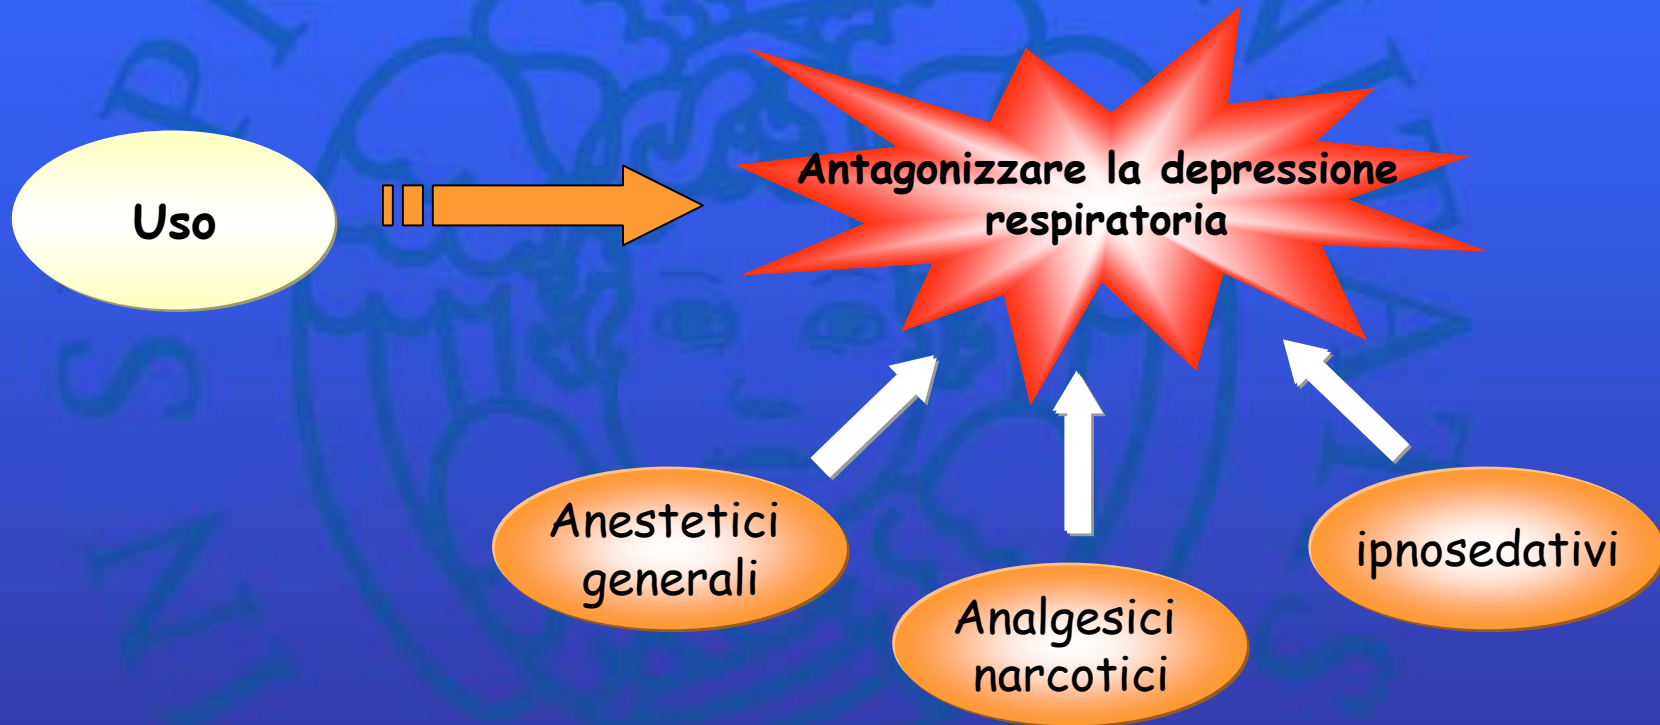 Uso
Antagonizzare la depressione
respiratoria
Anestetici
generali
Analgesici
narcotici
ipnosedativi